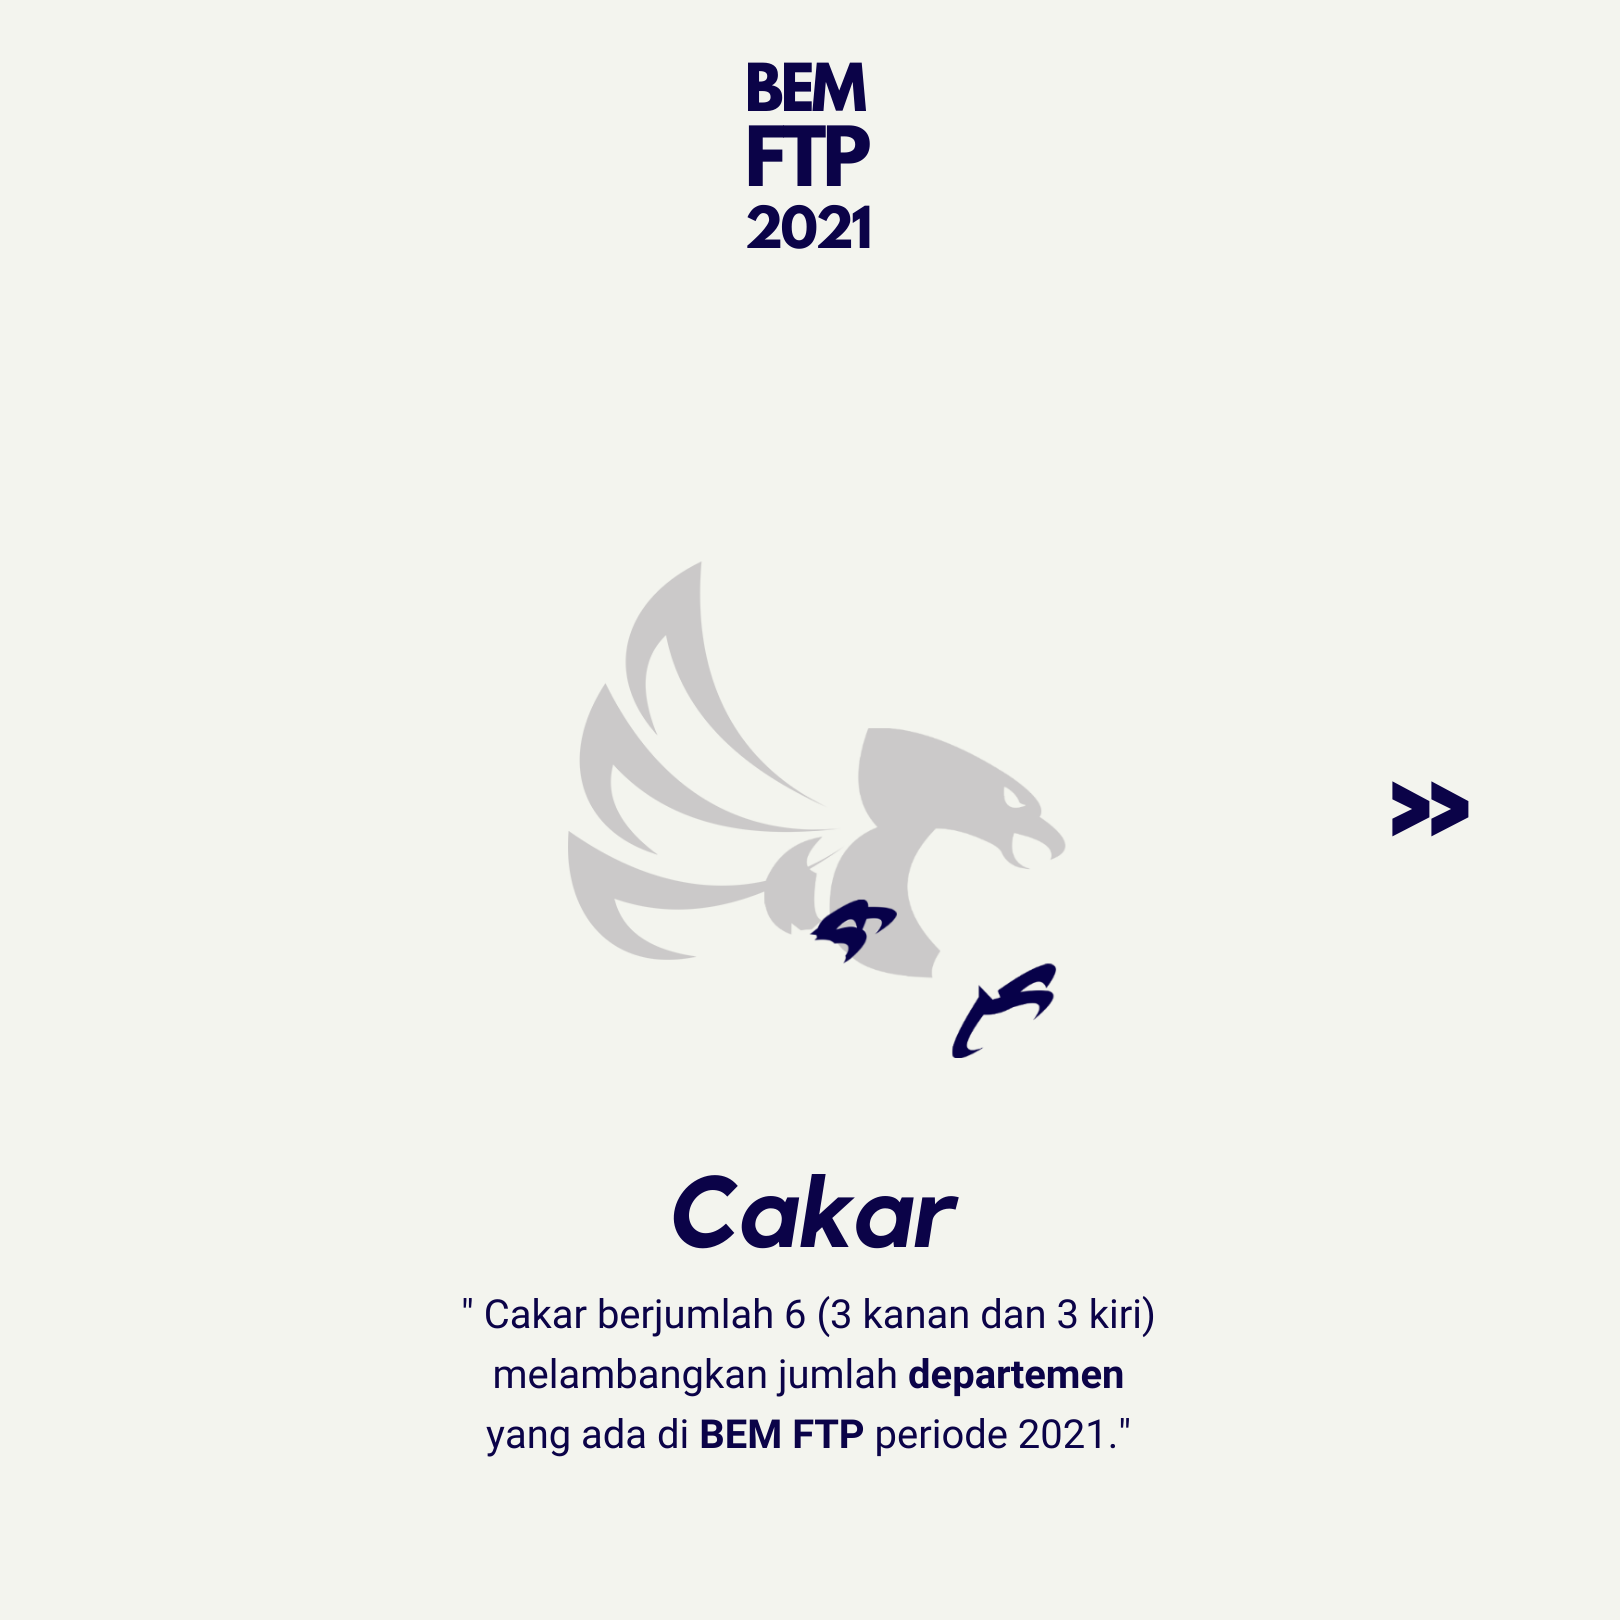 BEM
FTP
2021
>>
Cakar
" Cakar berjumlah 6 (3 kanan dan 3 kiri)
melambangkan jumlah departemen
yang ada di BEM FTP periode 2021."